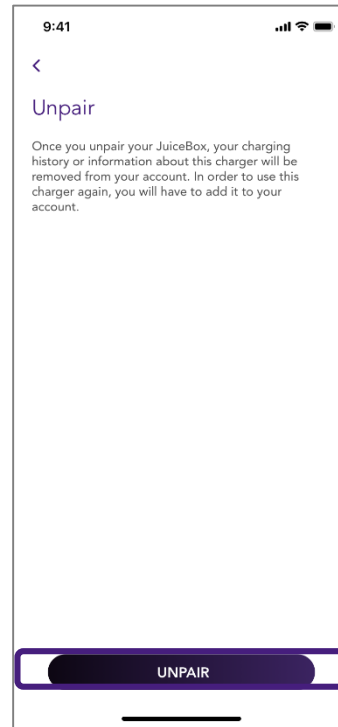 9:41
Unpair
Once you unpair your JuiceBox, your charging
history or information about this charger will be
removed from your account. In order to use this
charger again, you will have to add it to your
account.
UNPAIR